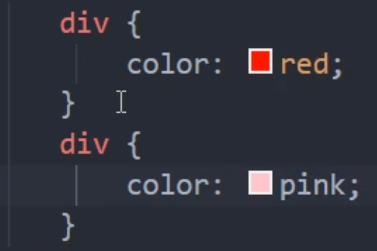 div {
    color: red;
}
div {
    color: pink;
}